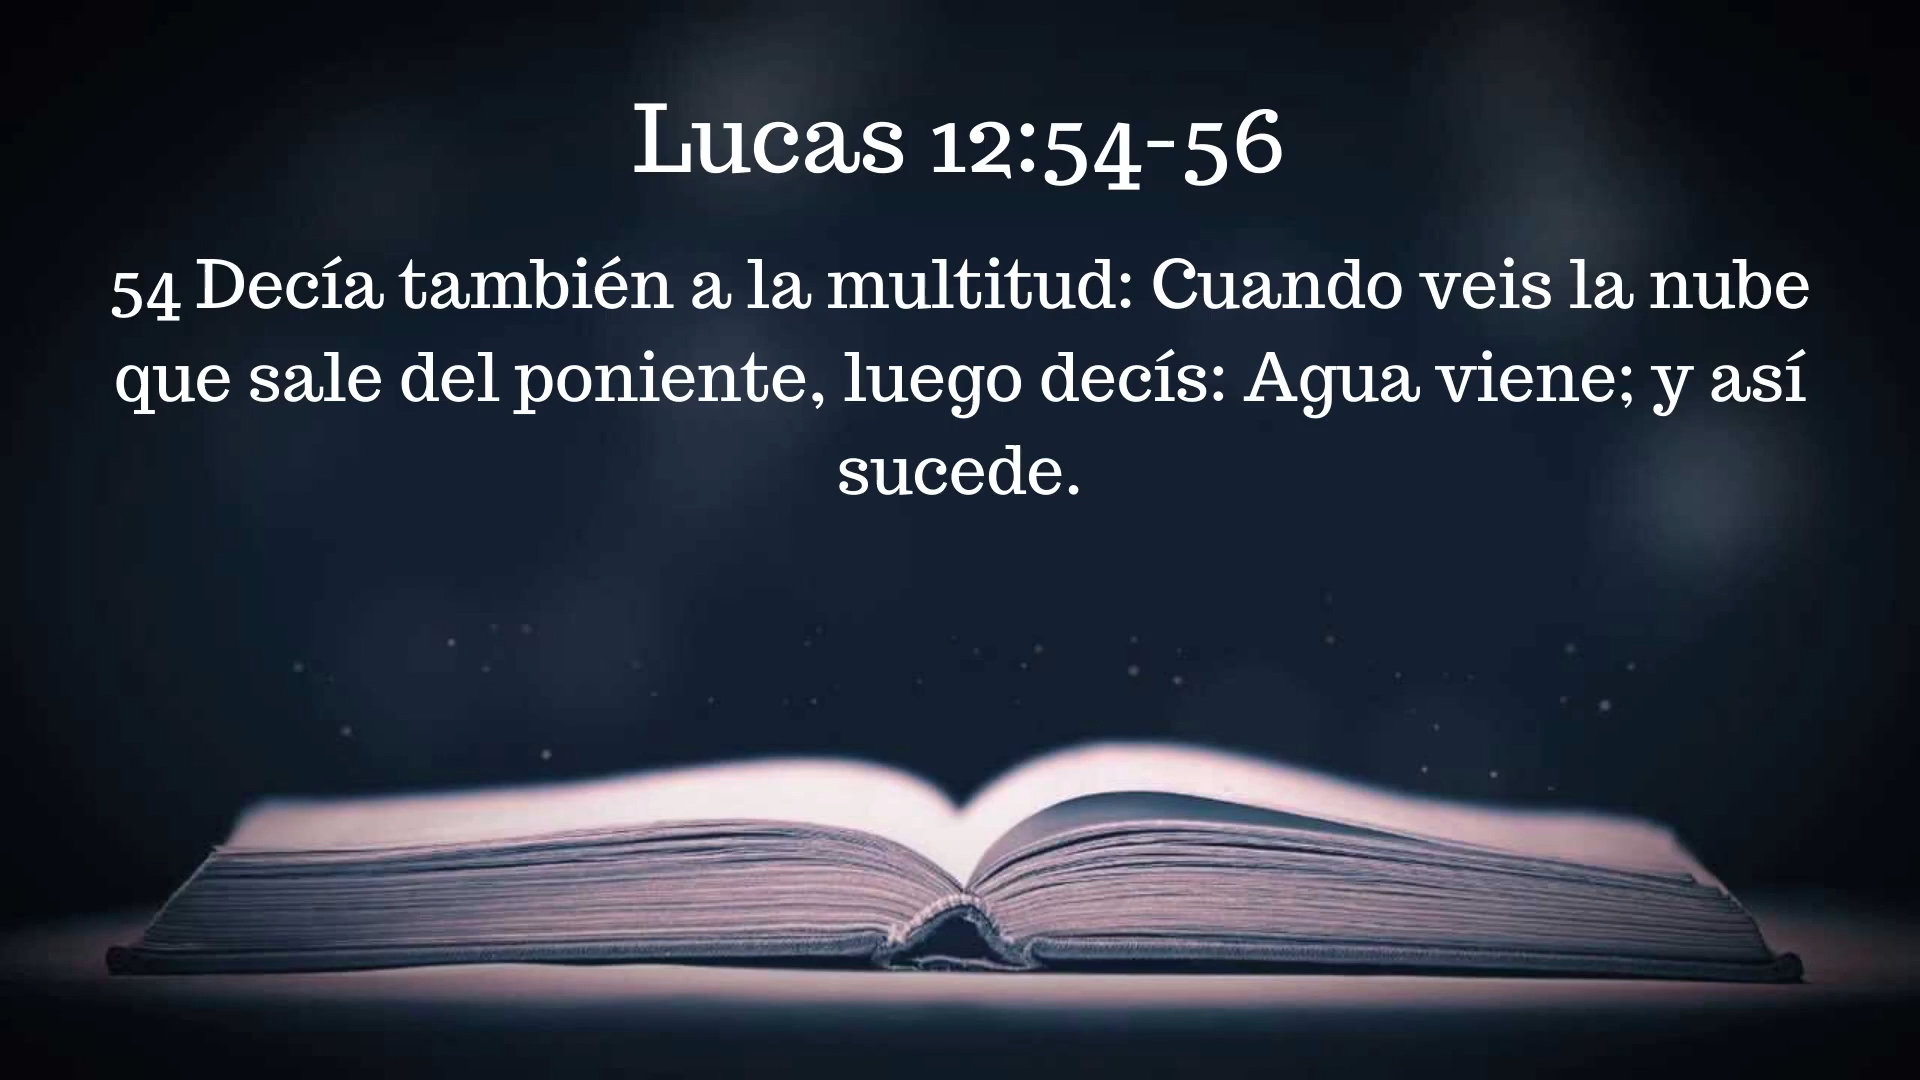 Lucas 12:54-56
54 Decía también a la multitud: Cuando veis la nube
que sale del poniente, luego decís: Agua viene; y así
sucede.